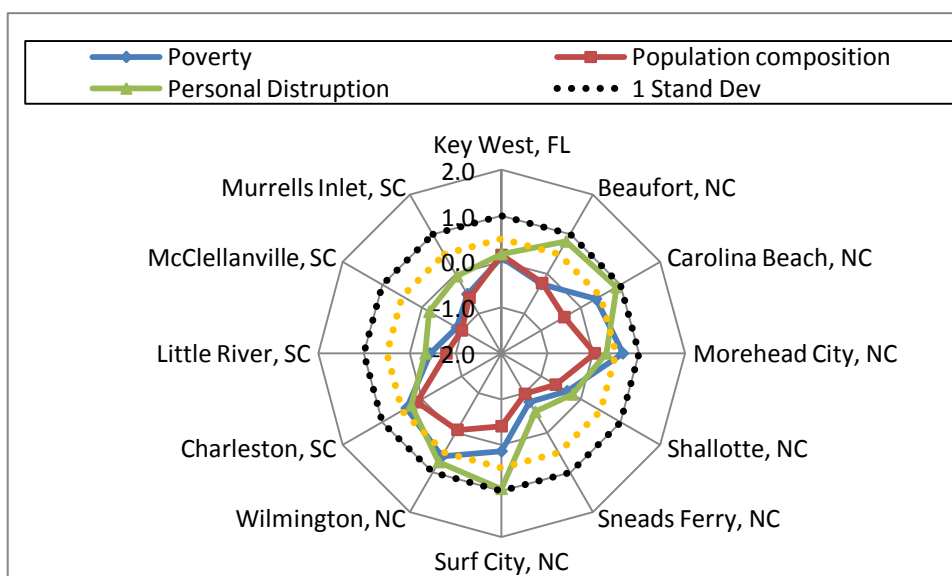 Poverty
Population composition
Personal Distruption
1 Stand Dev
Key West, FL
2.0
Murrells Inlet, SC
Beaufort, NC
1.0
McClellanville, SC
Carolina Beach, NC
0.0
-1.0
Little River, SC
-2.0
Morehead City, NC
Charleston, SC
Shallotte, NC
Wilmington, NC
Sneads Ferry, NC
Surf City, NC